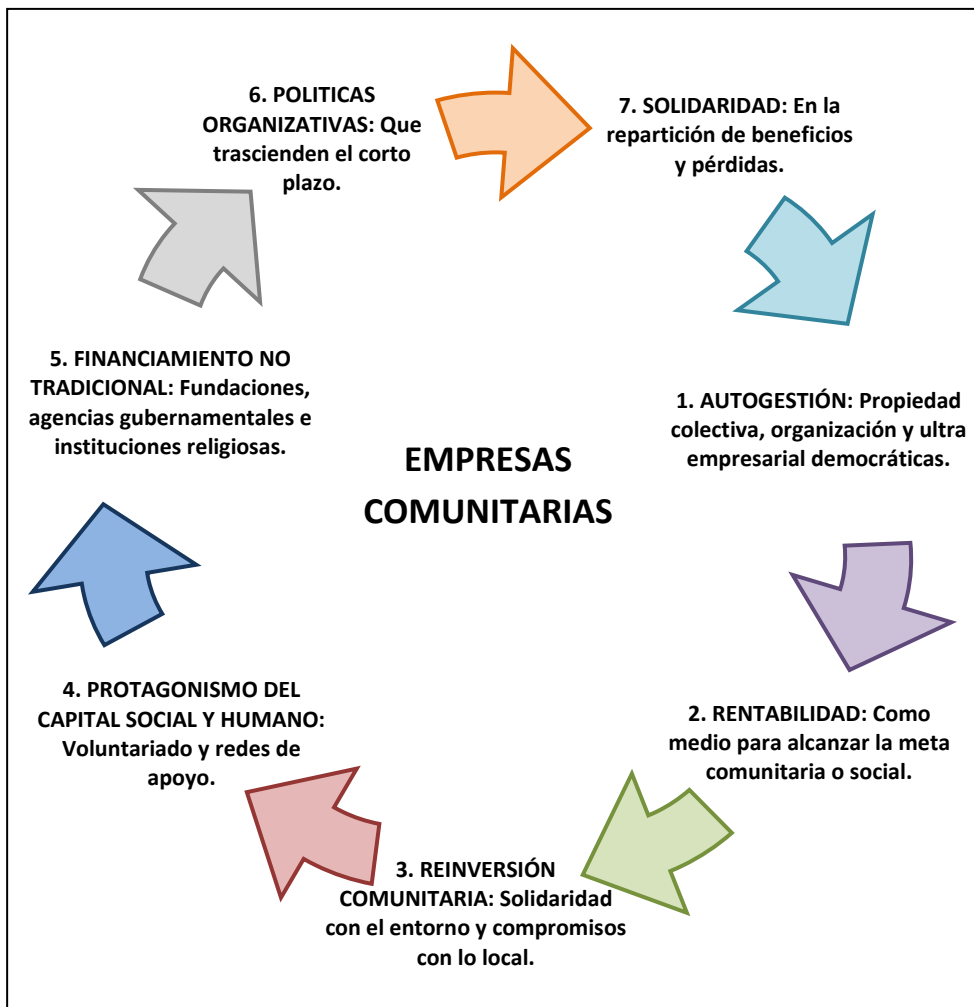 6. POLITICAS
ORGANIZATIVAS: Que
trascienden el corto
plazo.
7. SOLIDARIDAD: En la
repartición de beneficios
y pérdidas.
5. FINANCIAMIENTO NO
TRADICIONAL: Fundaciones,
agencias gubernamentales e
instituciones religiosas.
1. AUTOGESTIÓN: Propiedad
colectiva, organización y ultra
empresarial democráticas.
EMPRESAS
COMUNITARIAS
4. PROTAGONISMO DEL
CAPITAL SOCIAL Y HUMANO:
Voluntariado y redes de
apoyo.
2. RENTABILIDAD: Como
medio para alcanzar la meta
comunitaria o social.
3. REINVERSIÓN
COMUNITARIA: Solidaridad
con el entorno y compromisos
con lo local.